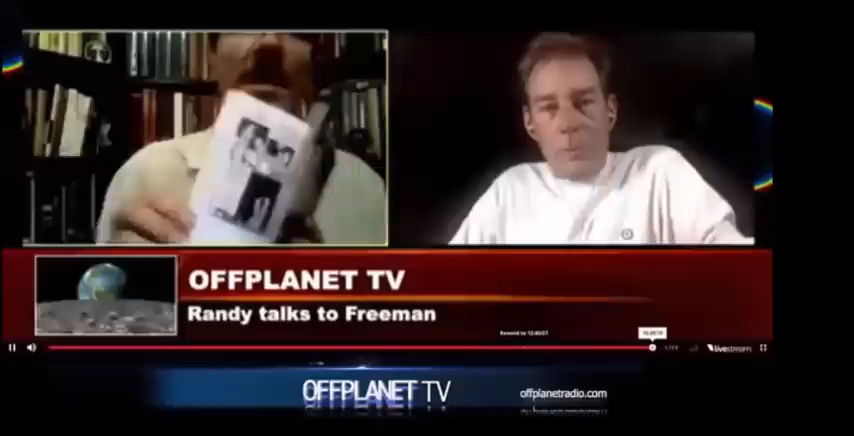 OFFPLANET TV
Randy talks to Freeman
livestream
OFFPLANET TV
offplanetradio.com